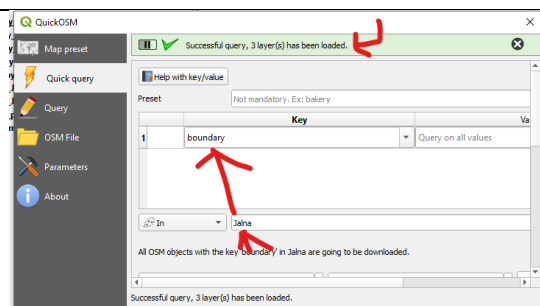 QuickOSM
Map preset
Quick query
Query
OSM File
Parameters
About
Successful query, 3 layer(s) has been loaded.
Help with key/value
Preset
Not mandatory. Ex: bakery
Key
Va
1
boundary
Query on all values
In
Jalna
All OSM objects with the key 'boundary' in Jalna are going to be downloaded.
Successful query, 3 layer(s) has been loaded.